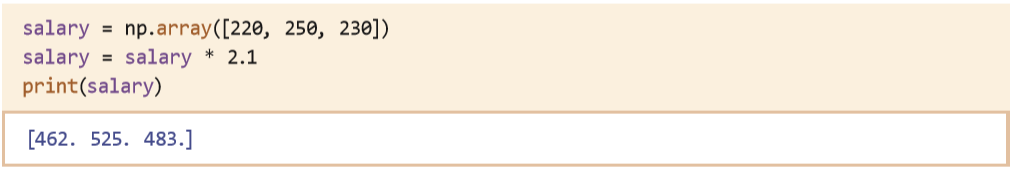 salary = np.array([220, 250, 230])
salary = salary * 2.1
print(salary)
[462. 525. 483.]